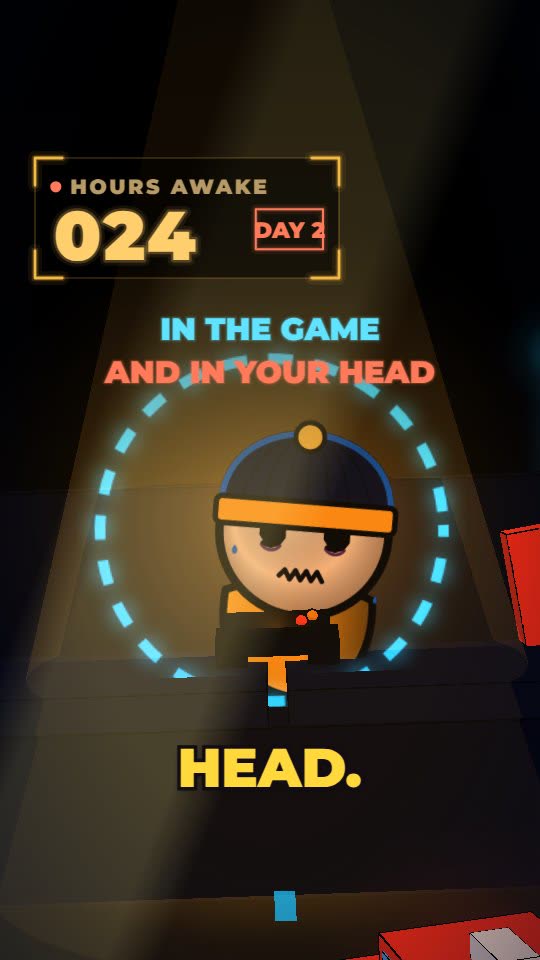 HOURS AWAKE
024
DAY 2
IN THE GAME
AND IN YOUR HEAD
HEAD.